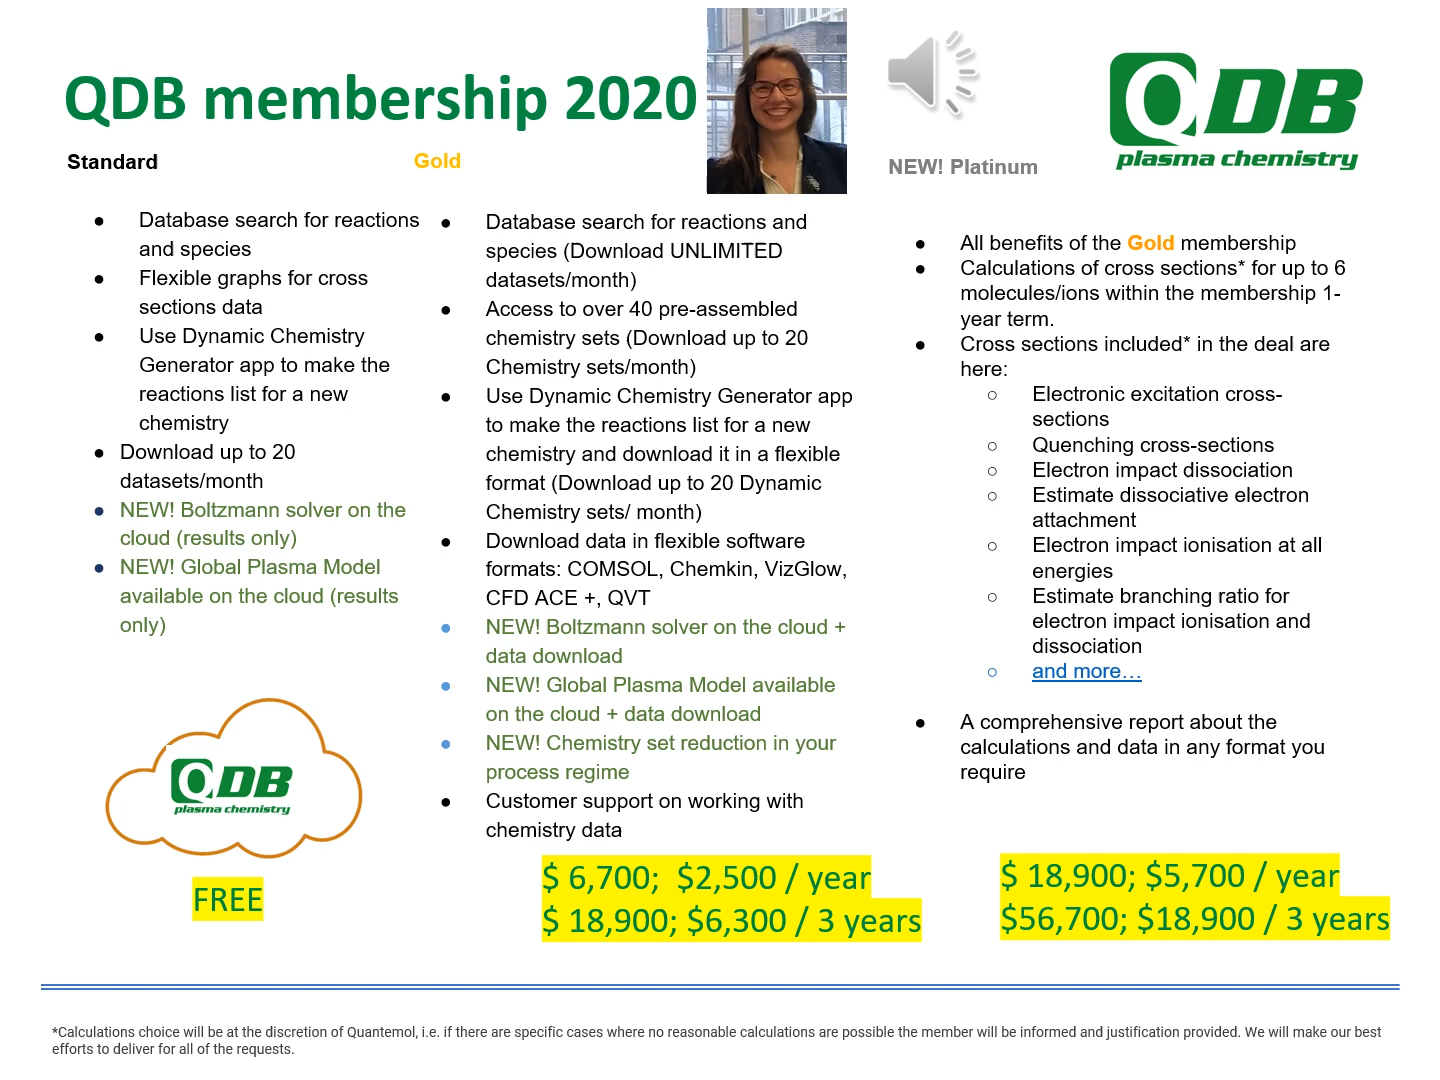 QDB membership 2020
Standard
Gold
NEW! Platinum
QDB
plasma chemistry
● Database search for reactions
and species
● Flexible graphs for cross
sections data
● Use Dynamic Chemistry
Generator app to make the
reactions list for a new
chemistry
● Download up to 20
datasets/month
● NEW! Boltzmann solver on the
cloud (results only)
● NEW! Global Plasma Model
available on the cloud (results
only)
QDB
plasma chemistry
FREE
● Database search for reactions and
species (Download UNLIMITED
datasets/month)
● Access to over 40 pre-assembled
chemistry sets (Download up to 20
Chemistry sets/month)
● Use Dynamic Chemistry Generator app
to make the reactions list for a new
chemistry and download it in a flexible
format (Download up to 20 Dynamic
Chemistry sets/ month)
● Download data in flexible software
formats: COMSOL, Chemkin, VizGlow,
CFD ACE +, QVT
● NEW! Boltzmann solver on the cloud +
data download
● NEW! Global Plasma Model available
on the cloud + data download
● NEW! Chemistry set reduction in your
process regime
● Customer support on working with
chemistry data
$ 6,700; $2,500 / year
$ 18,900; $6,300 / 3 years
● All benefits of the Gold membership
● Calculations of cross sections* for up to 6
molecules/ions within the membership 1-
year term.
● Cross sections included* in the deal are
here:
○ Electronic excitation cross-
sections
○ Quenching cross-sections
○ Electron impact dissociation
○ Estimate dissociative electron
attachment
○ Electron impact ionisation at all
energies
○ Estimate branching ratio for
electron impact ionisation and
dissociation
○ and more…
● A comprehensive report about the
calculations and data in any format you
require
$ 18,900; $5,700 / year
$56,700; $18,900 / 3 years
*Calculations choice will be at the discretion of Quantemol, i.e. if there are specific cases where no reasonable calculations are possible the member will be informed and justification provided. We will make our best
efforts to deliver for all of the requests.